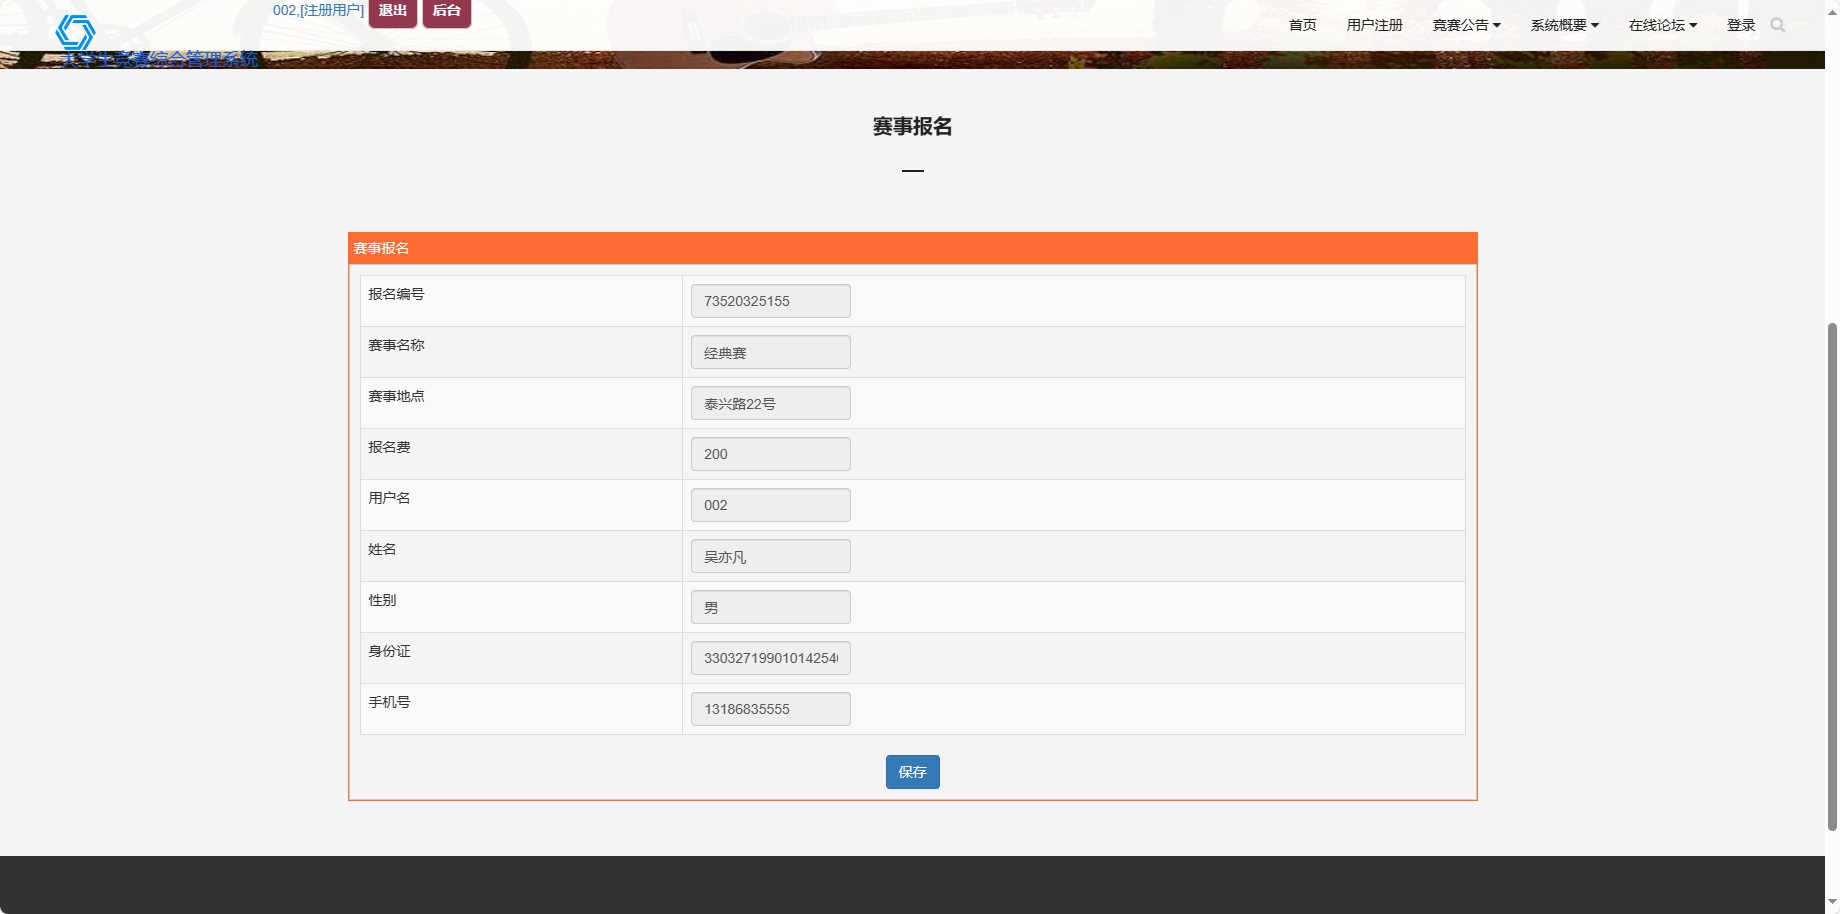 002,[注册用户] 退出 后台
首页 用户注册 竞赛公告 系统概要 在线论坛 登录
大学生竞赛综合管理系统
赛事报名
赛事报名
报名编号 73520325155
赛事名称 经典赛
赛事地点 泰兴路22号
报名费 200
用户名 002
姓名 吴亦凡
性别 男
身份证 33032719901014254
手机号 13186835555
保存